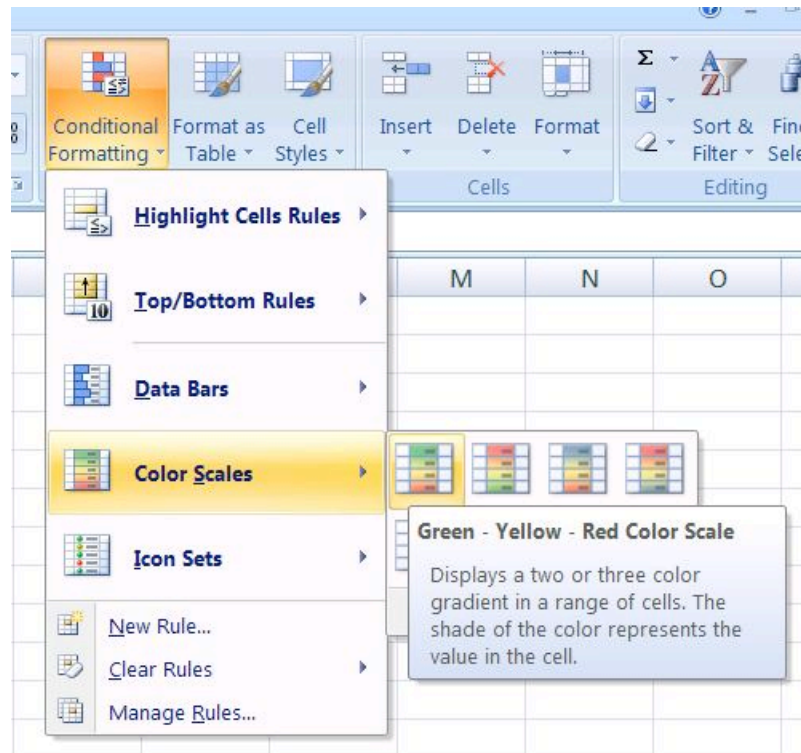 Conditional Formatting
Format as Table
Cell Styles
Insert
Delete
Format
Σ
A
Z
Sort & Filter
Cells
Editing
Highlight Cells Rules
Top/Bottom Rules
10
Data Bars
Color Scales
Icon Sets
New Rule...
Clear Rules
Manage Rules...
M N O
Green - Yellow - Red Color Scale
Displays a two or three color
gradient in a range of cells. The
shade of the color represents the
value in the cell.